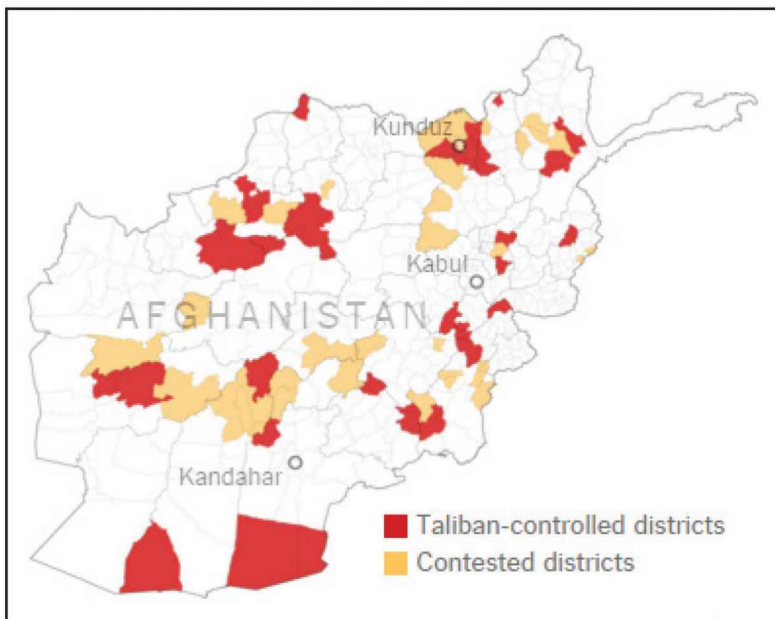 Kunduz
Kabul
AFGHANISTAN
Kandahar
Taliban-controlled districts
Contested districts